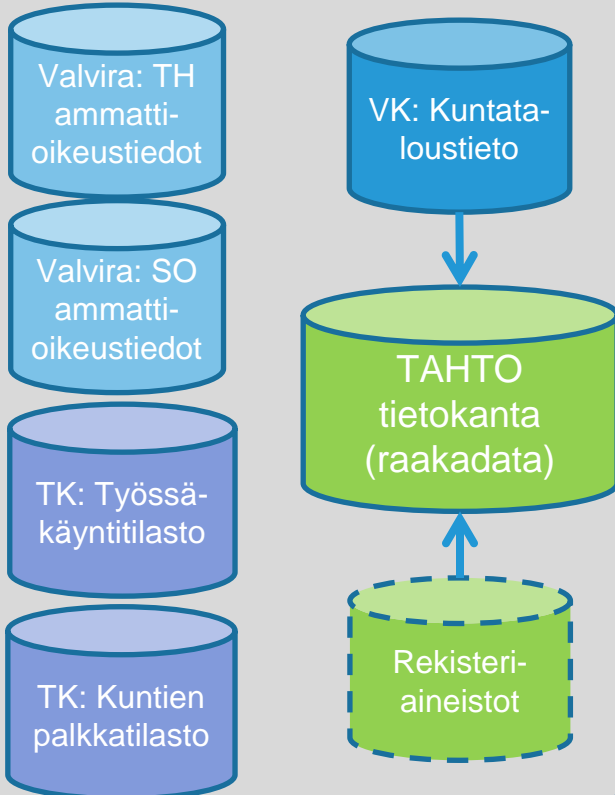 Valvira: TH
ammatti-
oikeustiedot
Valvira: SO
ammatti-
oikeustiedot
TK: Työssä-
käyntitilasto
TK: Kuntien
palkkatilasto
VK: Kuntata-
loustieto
TAHTO
tietokanta
(raakadata)
Rekisteri-
aineistot